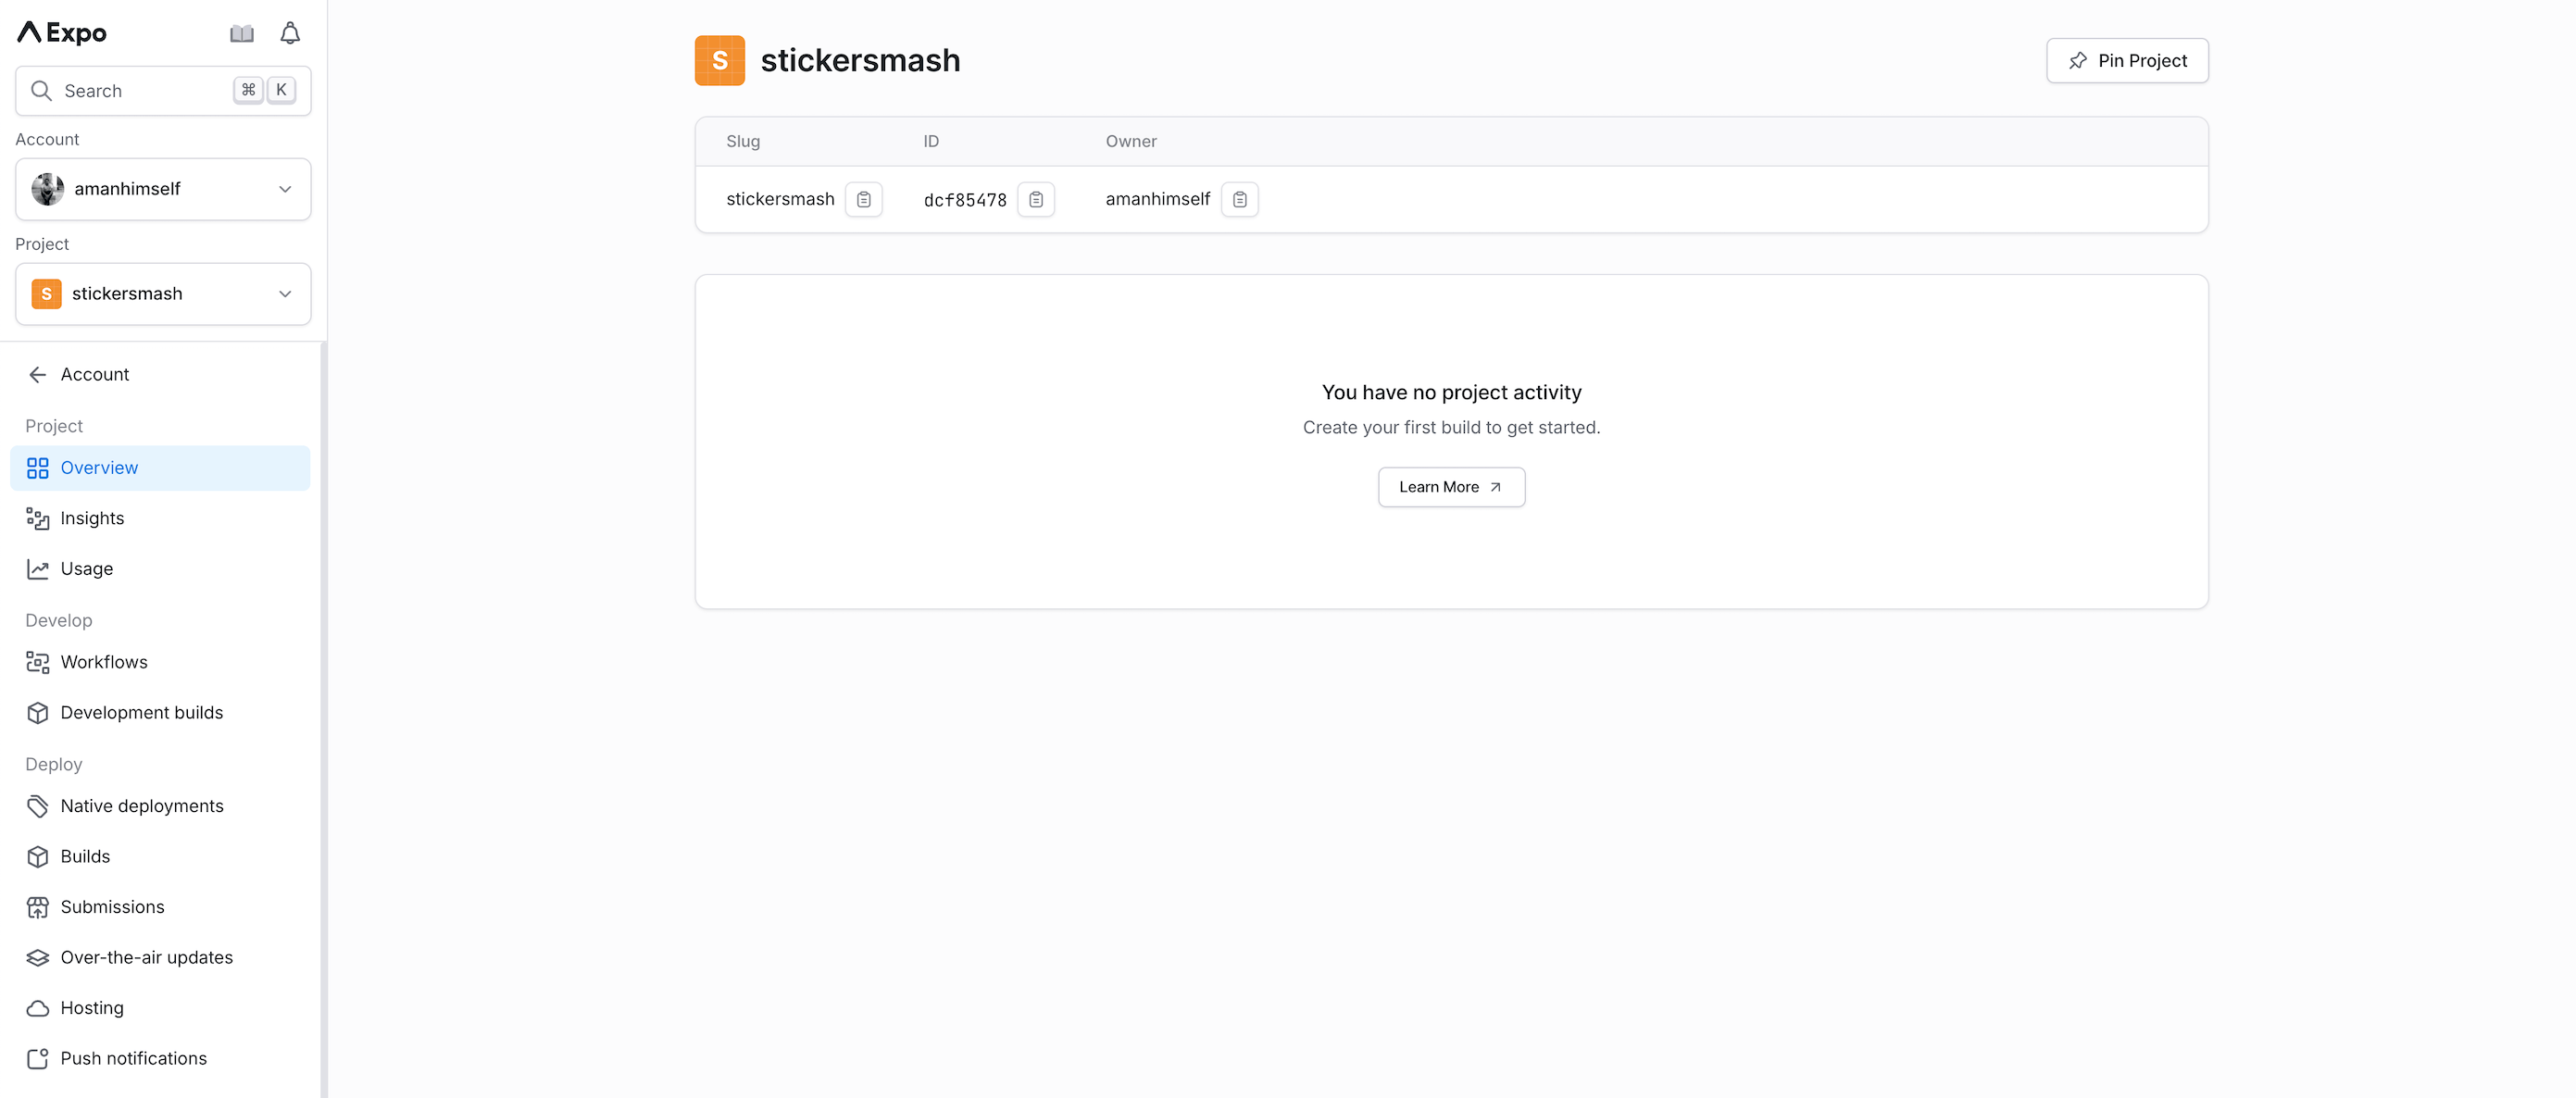 Expo
Search ⌘ K
Account
amanhimself
Project
S stickersmash
Account
Project
Overview
Insights
Usage
Develop
Workflows
Development builds
Deploy
Native deployments
Builds
Submissions
Over-the-air updates
Hosting
Push notifications
S stickersmash
Pin Project
Slug ID Owner
stickersmash dcf85478 amanhimself
You have no project activity
Create your first build to get started.
Learn More